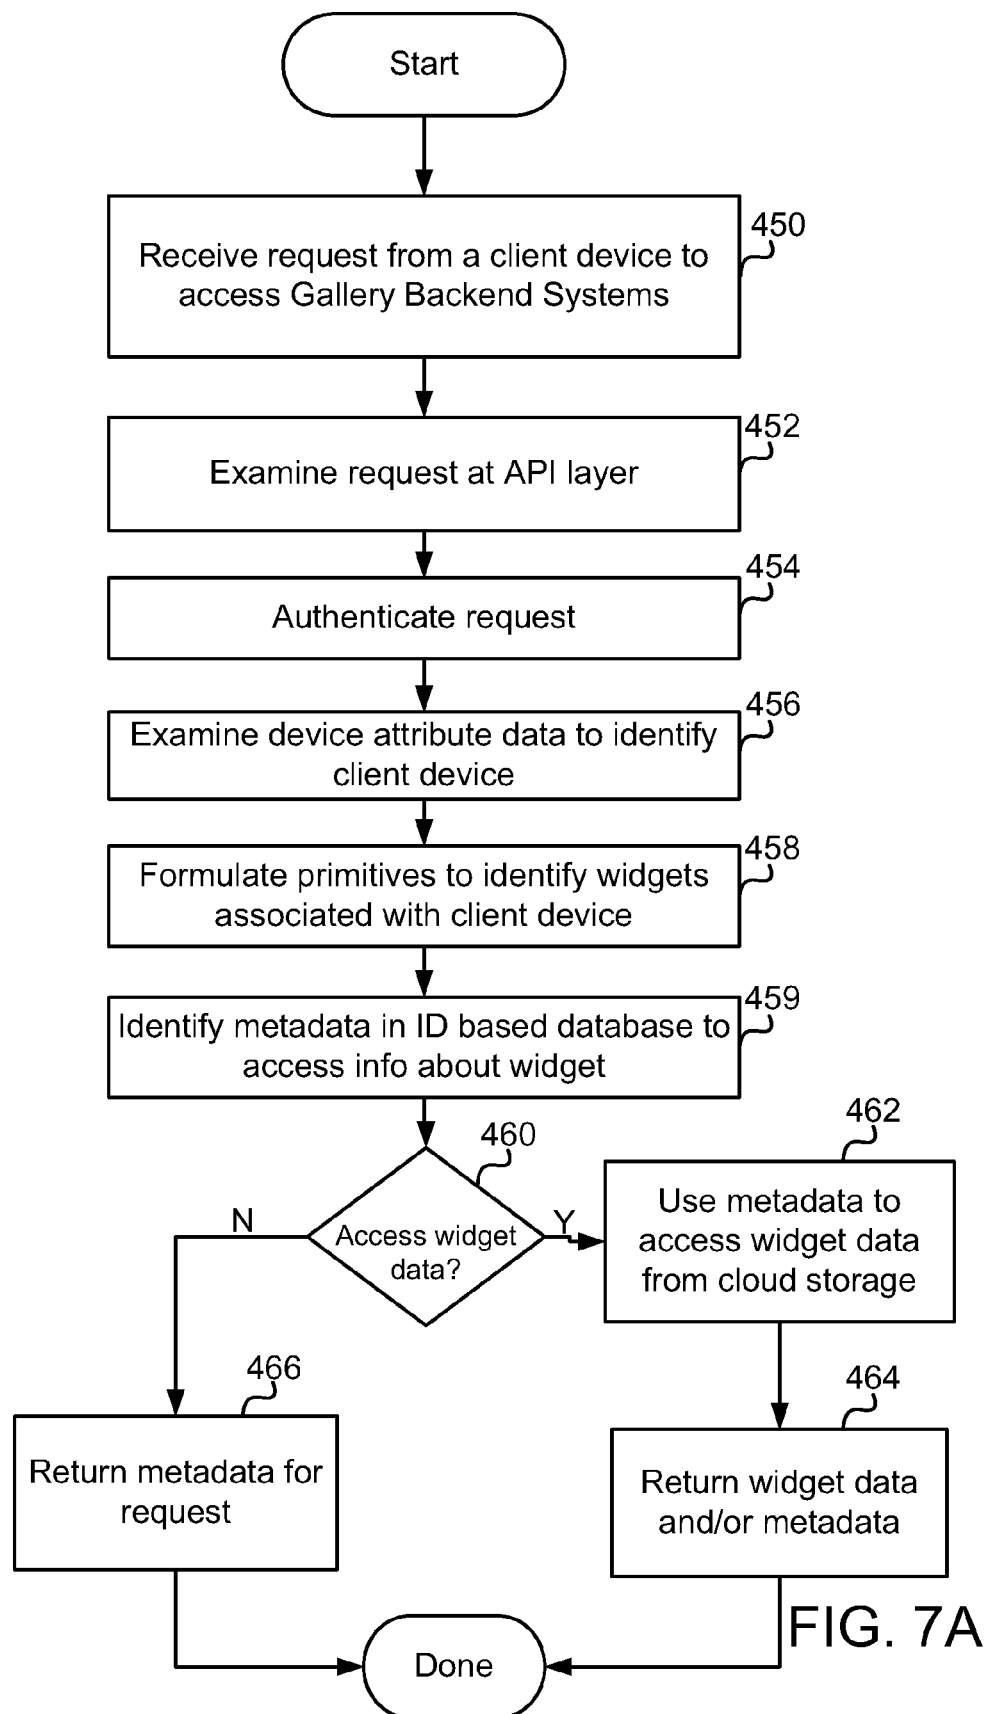 Start
450
Receive request from a client device to
access Gallery Backend Systems
452
Examine request at API layer
454
Authenticate request
456
Examine device attribute data to identify
client device
458
Formulate primitives to identify widgets
associated with client device
459
Identify metadata in ID based database to
access info about widget
460
Access widget
data?
N
Y
462
Use metadata to
access widget data
from cloud storage
466
Return metadata for
request
464
Return widget data
and/or metadata
Done
FIG. 7A